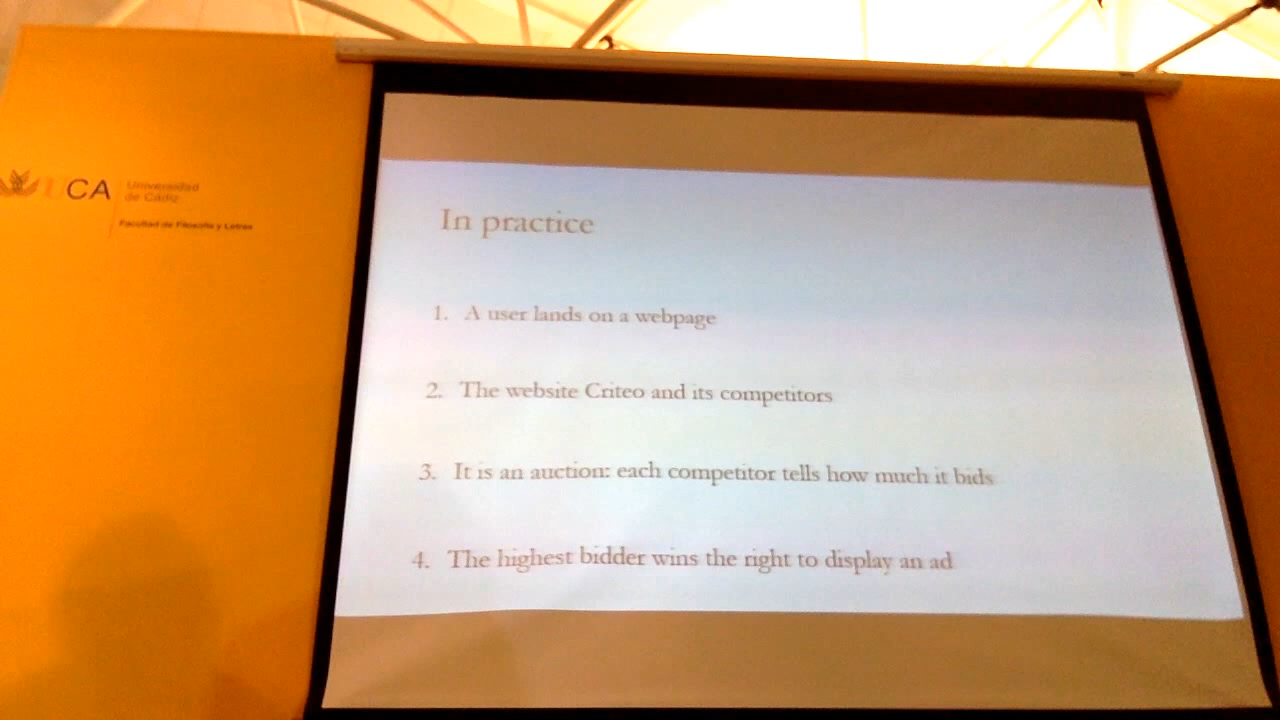 UCA
Universidad
de Cádiz
Facultad de Filosofía y Letras
In practice
1. A user lands on a webpage
2. The website Criteo and its competitors
3. It is an auction: each competitor tells how much it bids
4. The highest bidder wins the right to display an ad